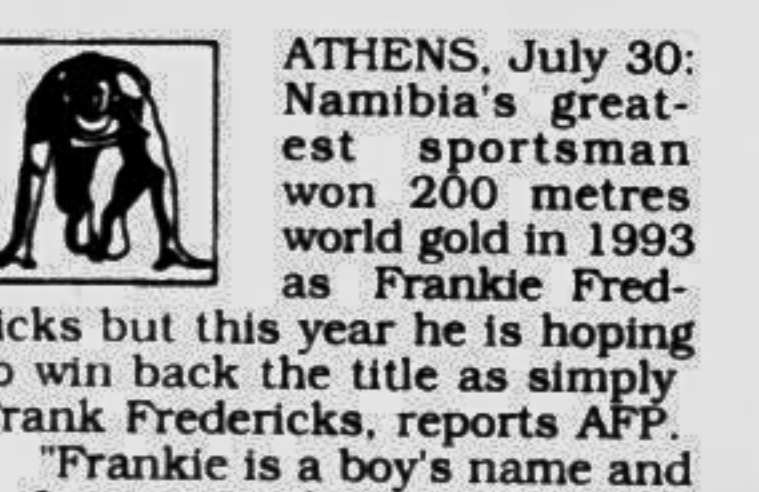 ATHENS, July 30:
Namibia's great-
est sportsman
won 200 metres
world gold in 1993
as Frankie Fred-
icks but this year he is hoping
win back the title as simply
rank Fredericks, reports AFP.
"Frankie is a boy's name and